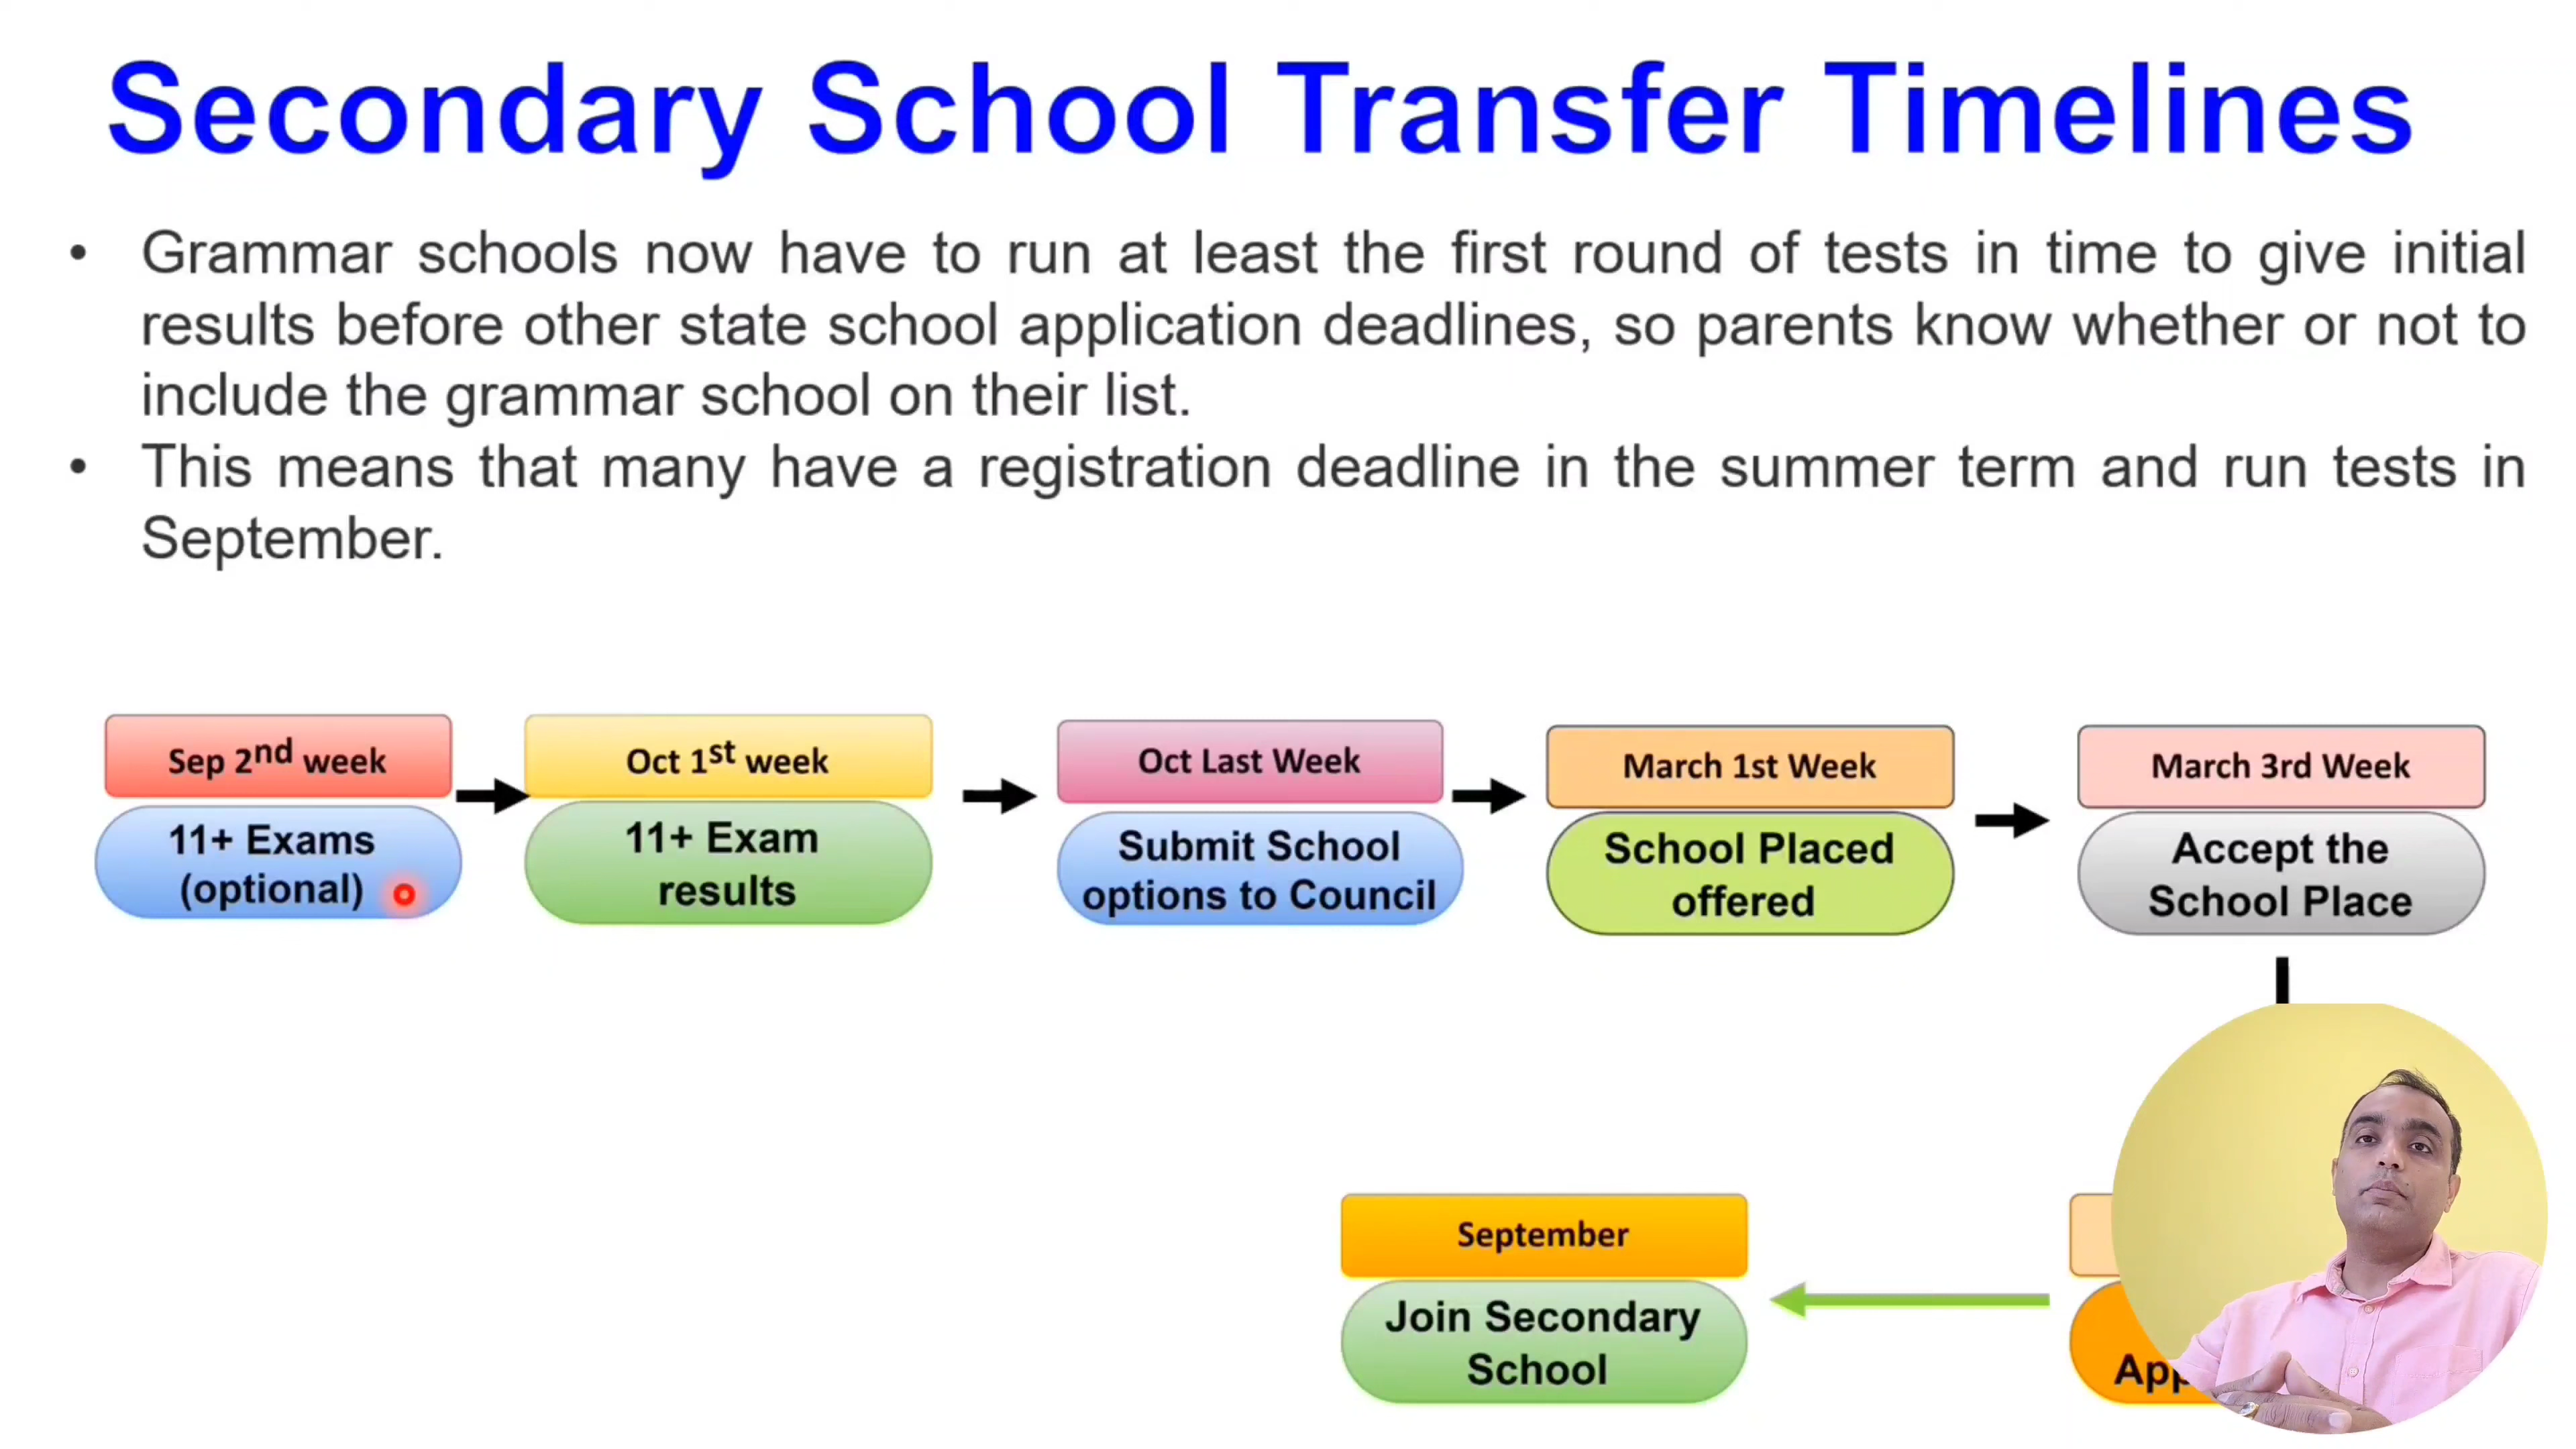 Secondary School Transfer Timelines
• Grammar schools now have to run at least the first round of tests in time to give initial
results before other state school application deadlines, so parents know whether or not to
include the grammar school on their list.
• This means that many have a registration deadline in the summer term and run tests in
September.
Sep 2nd week
11+ Exams
(optional)
Oct 1st week
11+ Exam
results
Oct Last Week
Submit School
options to Council
March 1st Week
School Placed
offered
March 3rd Week
Accept the
School Place
September
Join Secondary
School